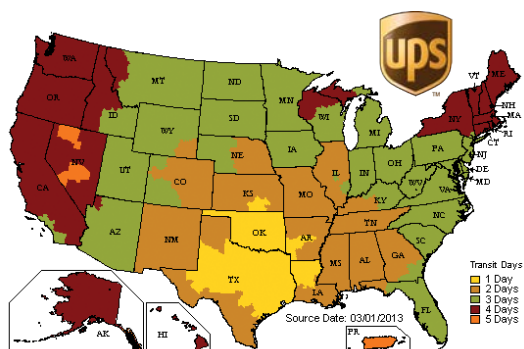 ups
TM
WA
OR
CA
NV
ID
MT
WY
UT
AZ
CO
NM
ND
SD
NE
KS
OK
TX
MN
IA
MO
AR
LA
WI
IL
MI
IN
OH
KY
TN
MS
AL
GA
FL
SC
NC
VA
WV
PA
NY
VT
ME
NH
MA
RI
CT
NJ
DE
MD
AK
HI
PR
Transit Days
1 Day
2 Days
3 Days
4 Days
5 Days
Source Date: 03/01/2013